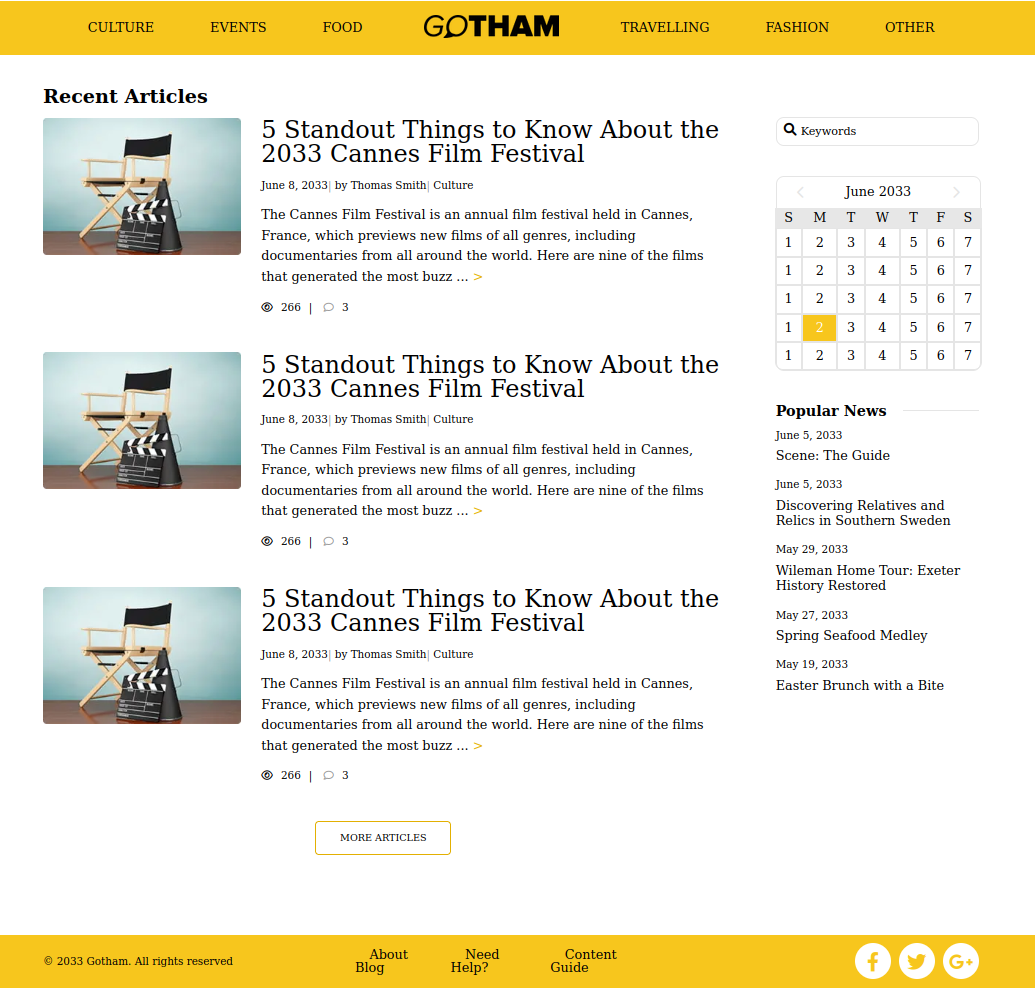 CULTURE EVENTS FOOD GOTHAM TRAVELLING FASHION OTHER
Recent Articles
5 Standout Things to Know About the
2033 Cannes Film Festival
June 8, 2033| by Thomas Smith| Culture
The Cannes Film Festival is an annual film festival held in Cannes,
France, which previews new films of all genres, including
documentaries from all around the world. Here are nine of the films
that generated the most buzz ... >
266 | 3
5 Standout Things to Know About the
2033 Cannes Film Festival
June 8, 2033| by Thomas Smith| Culture
The Cannes Film Festival is an annual film festival held in Cannes,
France, which previews new films of all genres, including
documentaries from all around the world. Here are nine of the films
that generated the most buzz ... >
266 | 3
5 Standout Things to Know About the
2033 Cannes Film Festival
June 8, 2033| by Thomas Smith| Culture
The Cannes Film Festival is an annual film festival held in Cannes,
France, which previews new films of all genres, including
documentaries from all around the world. Here are nine of the films
that generated the most buzz ... >
266 | 3
MORE ARTICLES
Keywords
June 2033
S M T W T F S
1 2 3 4 5 6 7
1 2 3 4 5 6 7
1 2 3 4 5 6 7
1 2 3 4 5 6 7
1 2 3 4 5 6 7
Popular News
June 5, 2033
Scene: The Guide
June 5, 2033
Discovering Relatives and
Relics in Southern Sweden
May 29, 2033
Wileman Home Tour: Exeter
History Restored
May 27, 2033
Spring Seafood Medley
May 19, 2033
Easter Brunch with a Bite
© 2033 Gotham. All rights reserved
About
Blog
Need
Help?
Content
Guide
G+